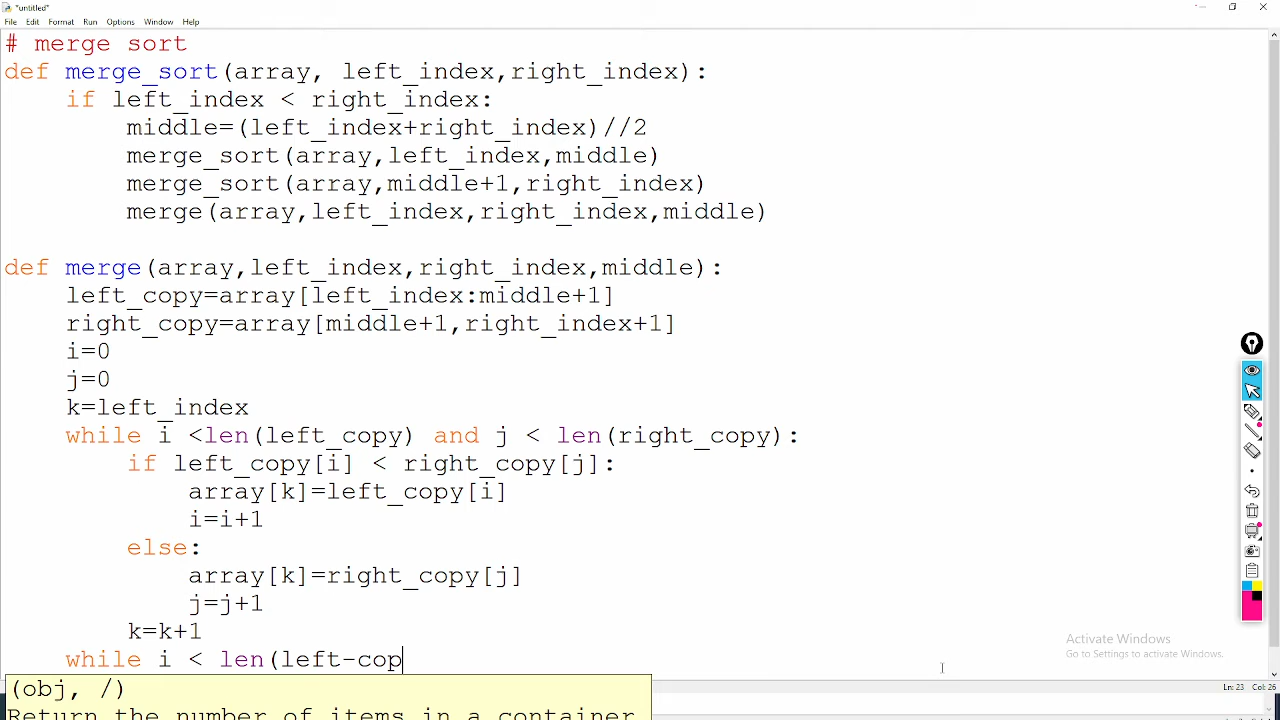 *untitled*
File Edit Format Run Options Window Help
# merge sort
def merge_sort(array, left_index,right_index):
    if left_index < right_index:
        middle=(left_index+right_index)//2
        merge_sort(array,left_index,middle)
        merge_sort(array,middle+1,right_index)
        merge(array,left_index,right_index,middle)
def merge(array,left_index,right_index,middle):
    left_copy=array[left_index:middle+1]
    right_copy=array[middle+1,right_index+1]
    i=0
    j=0
    k=left_index
    while i <len(left_copy) and j < len(right_copy):
        if left_copy[i] < right_copy[j]:
            array[k]=left_copy[i]
            i=i+1
        else:
            array[k]=right_copy[j]
            j=j+1
        k=k+1
    while i < len(left-cop
(obj, /)
Return the number of items in a container
Activate Windows
Go to Settings to activate Windows.
Ln: 23 Col: 26